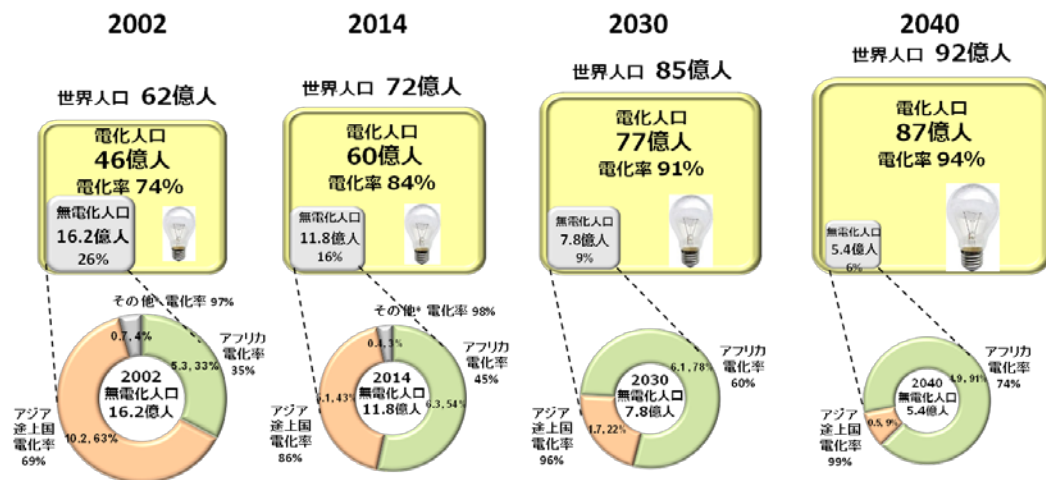 2002
世界人口 62億人
電化人口
46億人
電化率 74%
無電化人口
16.2億人
26%
その他* 電化率 97%
0.7, 4%
5.3, 33%
アフリカ
電化率
35%
2002
無電化人口
16.2億人
10.2, 63%
アジア
途上国
電化率
69%
2014
世界人口 72億人
電化人口
60億人
電化率 84%
無電化人口
11.8億人
16%
その他* 電化率 98%
0.4, 3%
アフリカ
電化率
45%
6.3, 54%
2014
無電化人口
11.8億人
.1, 43%
アジア
途上国
電化率
86%
2030
世界人口 85億人
電化人口
77億人
電化率 91%
無電化人口
7.8億人
9%
6.1, 78%
アフリカ
電化率
60%
2030
無電化人口
7.8億人
1.7, 22%
アジア
途上国
電化率
96%
2040
世界人口 92億人
電化人口
87億人
電化率 94%
無電化人口
5.4億人
6%
4.9, 91%
アフリカ
電化率
74%
2040
無電化人口
5.4億人
0.5, 9%
アジア
途上国
電化率
99%